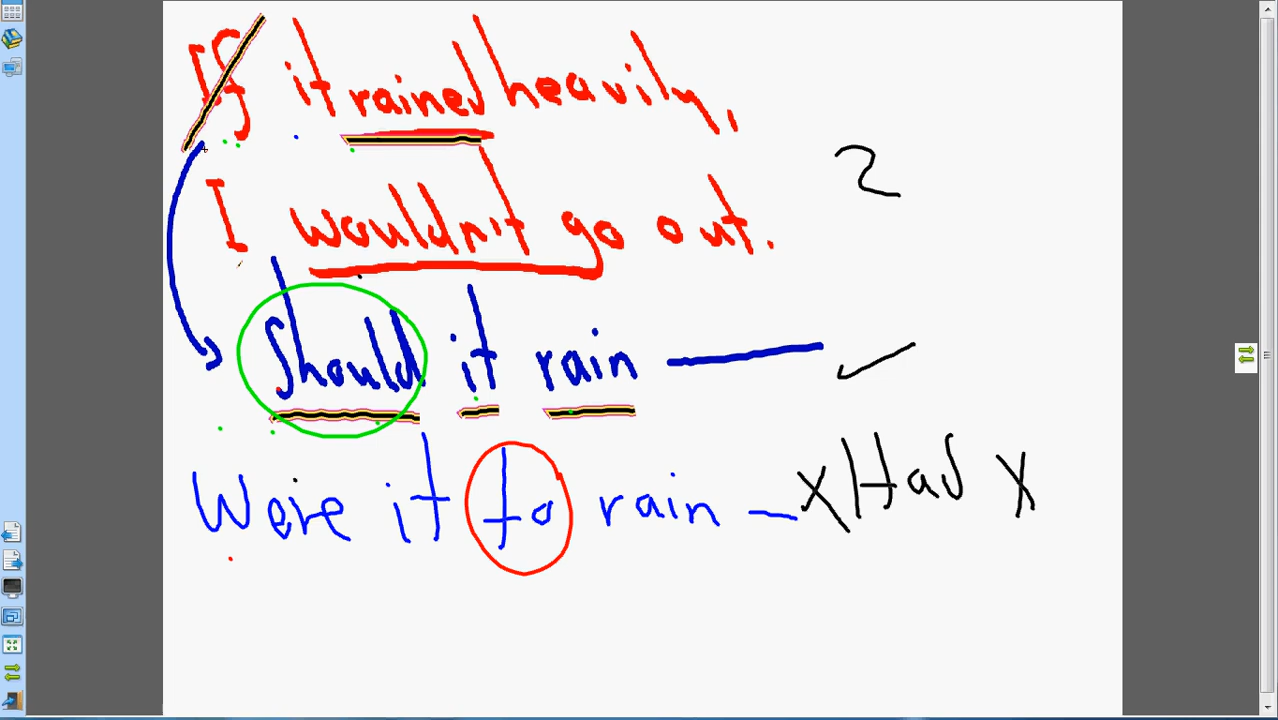 If it rained heavily,
I wouldn't go out.
2
Should it rain
Were it to rain
Had